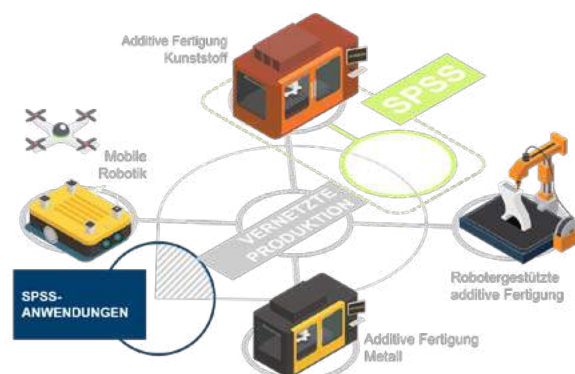 Additive Fertigung
Kunststoff
SPSS
Mobile
Robotik
VERNETZTE
PRODUKTION
SPSS-
ANWENDUNGEN
Robotergestützte
additive Fertigung
Additive Fertigung
Metall